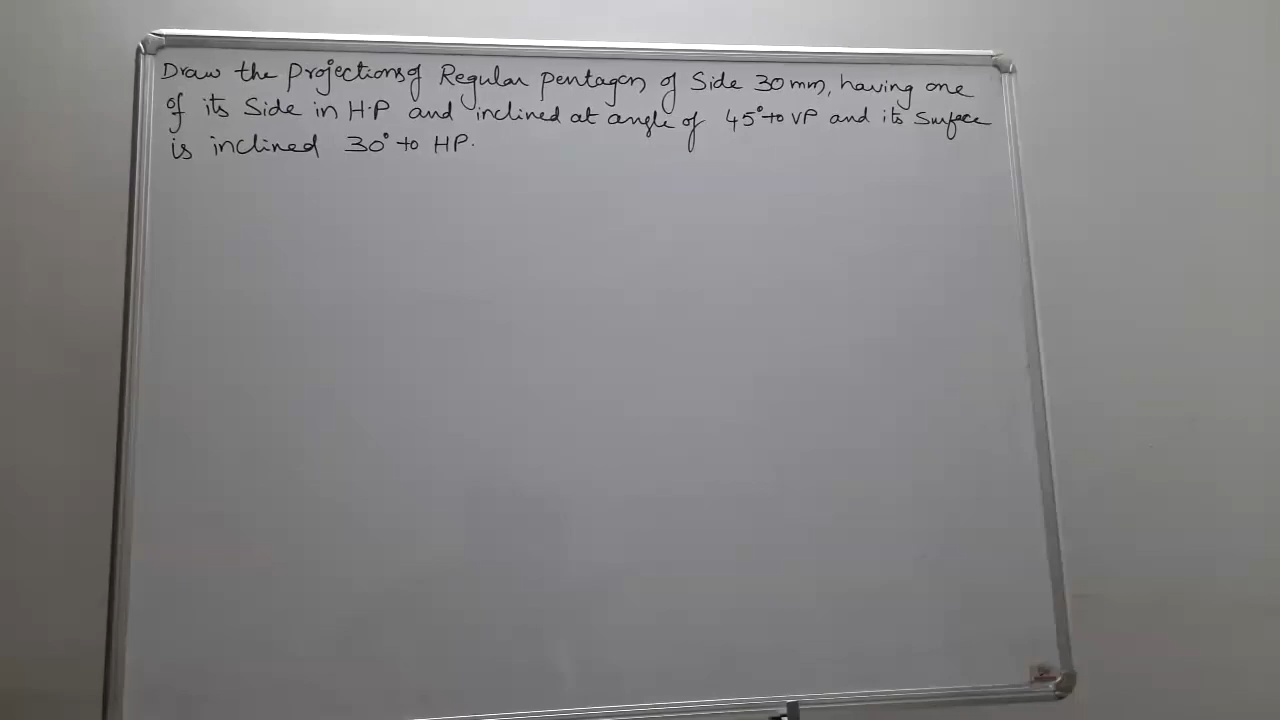 Draw the Projections of Regular pentagon of Side 30 mm, having one
of its Side in H.P and inclined at angle of 45° to VP and its Surface
is inclined 30° to HP.